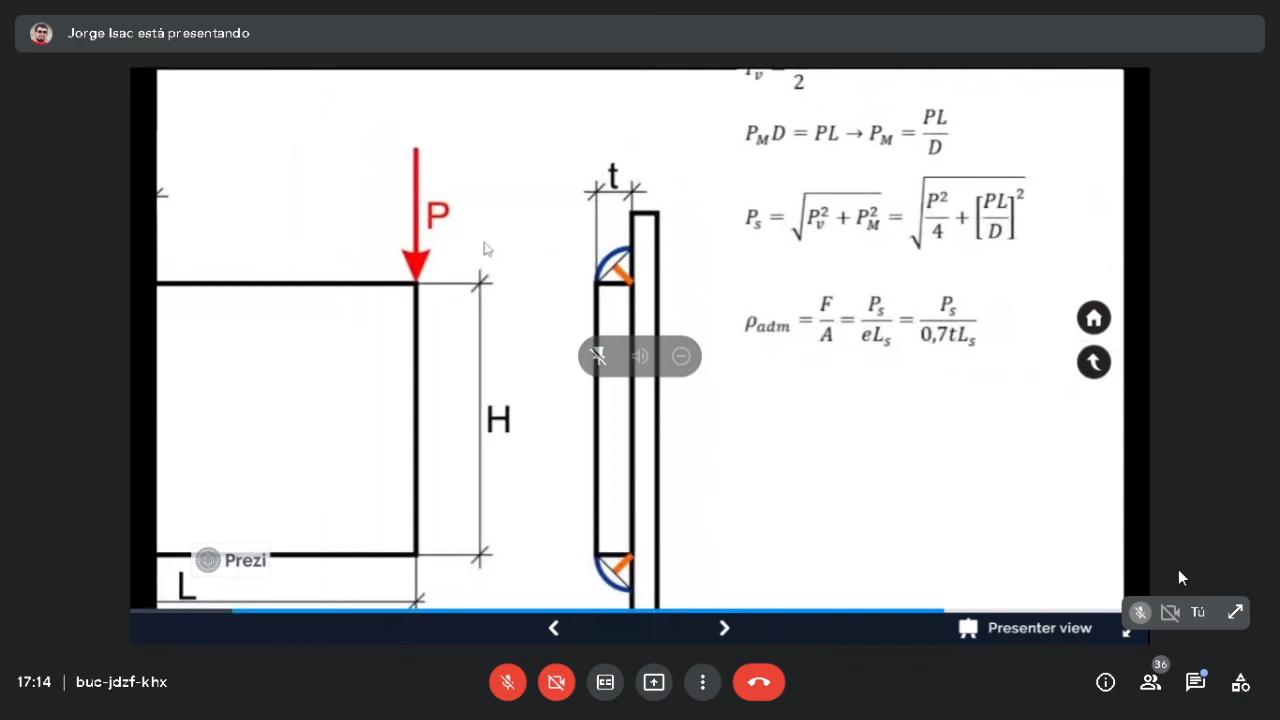 Jorge Isac está presentando
2
P_M D = PL → P_M = PL/D
t
P
P_s = √(P_v² + P_M²) = √(P²/4 + [PL/D]²)
ρ_adm = F/A = P_s/eL_s = P_s/0,7tL_s
H
Prezi
L
Tú
Presenter view
17:14 | buc-jdzf-khx
CC
36